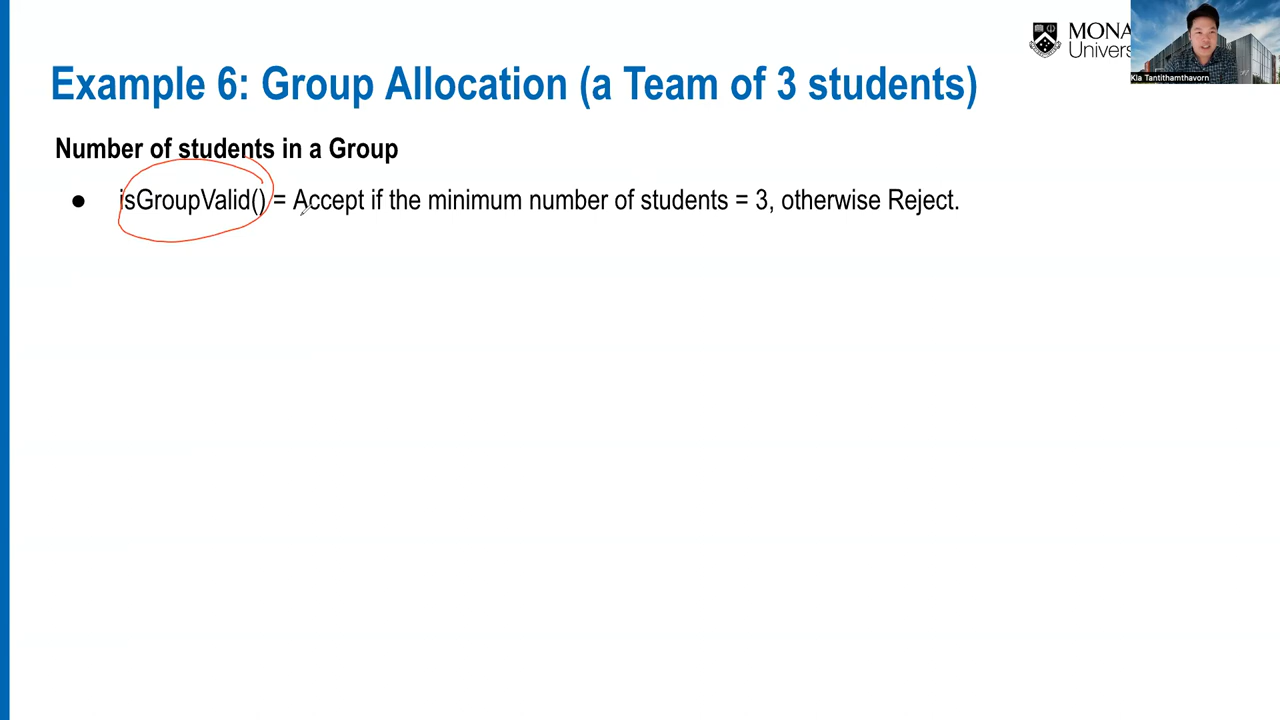 MONA
Univers
Kla Tantithamthavorn
Example 6: Group Allocation (a Team of 3 students)
Number of students in a Group
● isGroupValid() = Accept if the minimum number of students = 3, otherwise Reject.